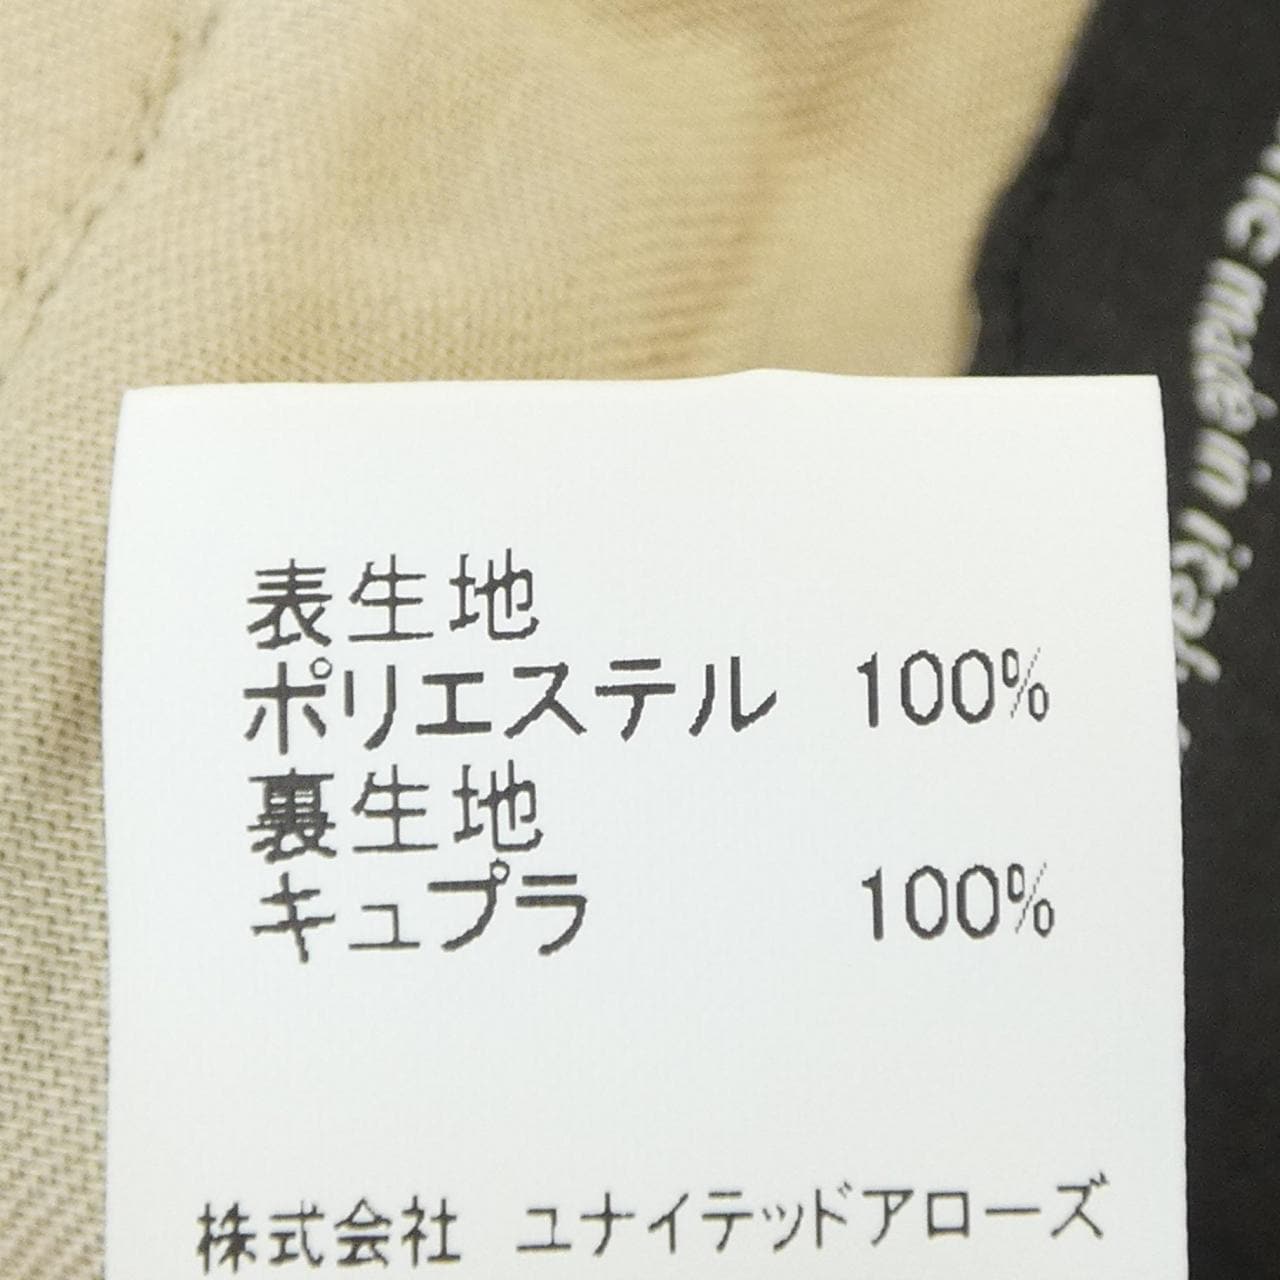 表生地
ポリエステル 100%
裏生地
キュプラ 100%
株式会社 ユナイテッドアローズ
made in italy